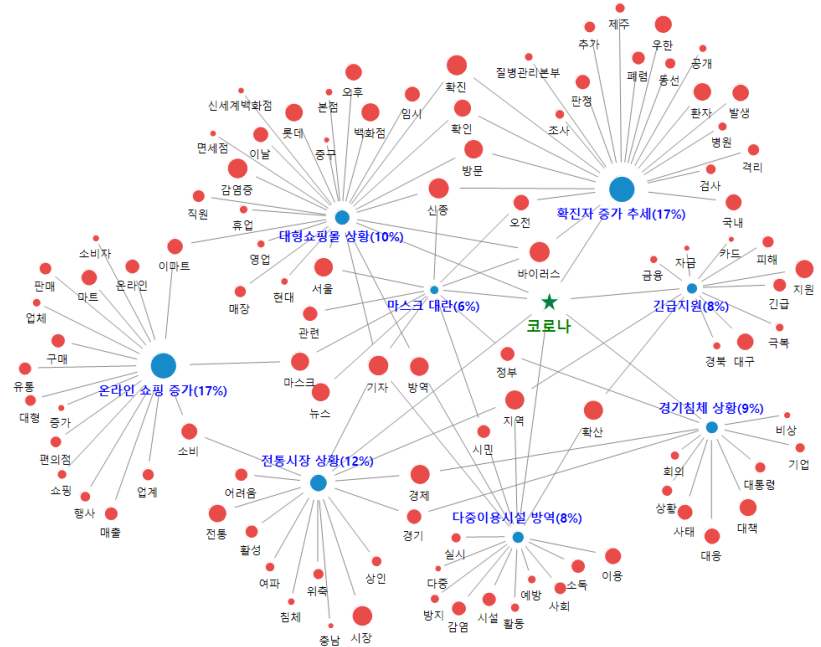 제주
추가
우한
공개
질병관리본부
폐렴
동선
확진
오후
신세계백화점
본점
임시
판정
환자
발생
롯데
백화점
확인
조사
병원
면세점
이날
중구
방문
격리
감염증
검사
직원
신종
휴업
오전
확진자 증가 추세(17%)
국내
대형쇼핑몰 상황(10%)
소비자
이마트
영업
바이러스
카드
자금
피해
판매
마트
온라인
금융
서울
현대
매장
마스크 대란(6%)
긴급지원(8%)
지원
긴급
업체
코로나
관련
극복
구매
경북
대구
유통
온라인 쇼핑 증가(17%)
마스크
기자
방역
정부
대형
증가
뉴스
경기침체 상황(9%)
지역
확산
비상
소비
편의점
시민
전통시장 상황(12%)
기업
회의
쇼핑
업계
어려움
경제
대통령
상황
행사
매출
다중이용시설 방역(8%)
전통
경기
사태
대책
활성
실시
대응
여파
위축
상인
다중
이용
소독
예방
사회
침체
방지
감염
시설
활동
충남
시장